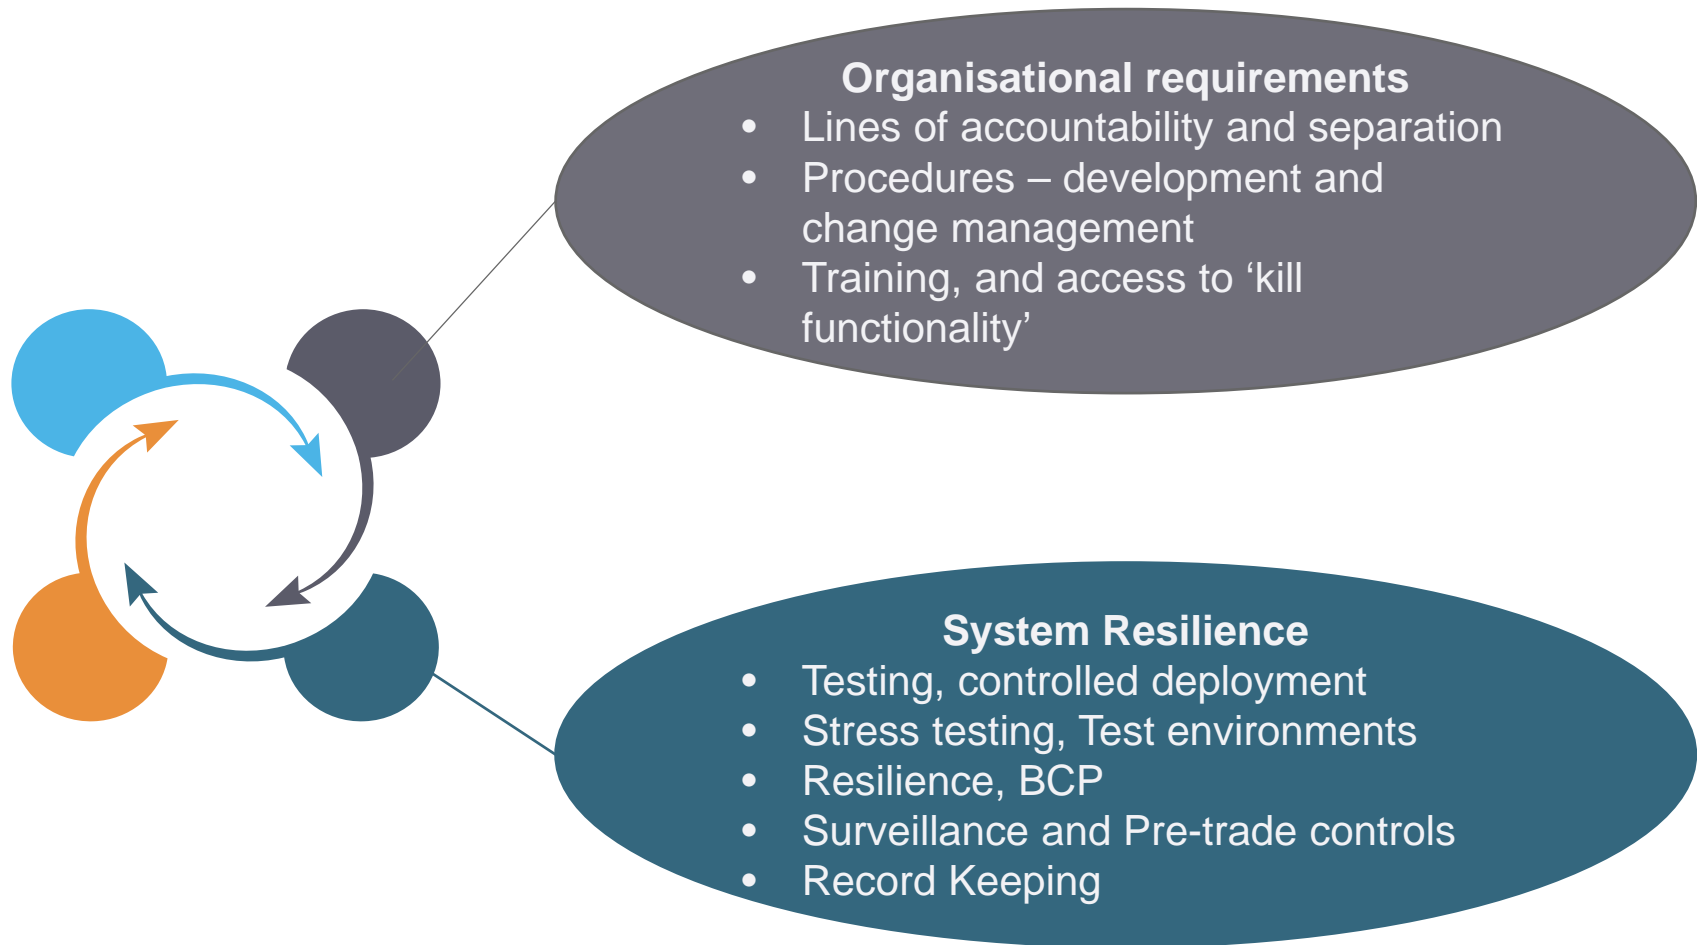 Organisational requirements
• Lines of accountability and separation
• Procedures – development and
change management
• Training, and access to ‘kill
functionality’
System Resilience
• Testing, controlled deployment
• Stress testing, Test environments
• Resilience, BCP
• Surveillance and Pre-trade controls
• Record Keeping